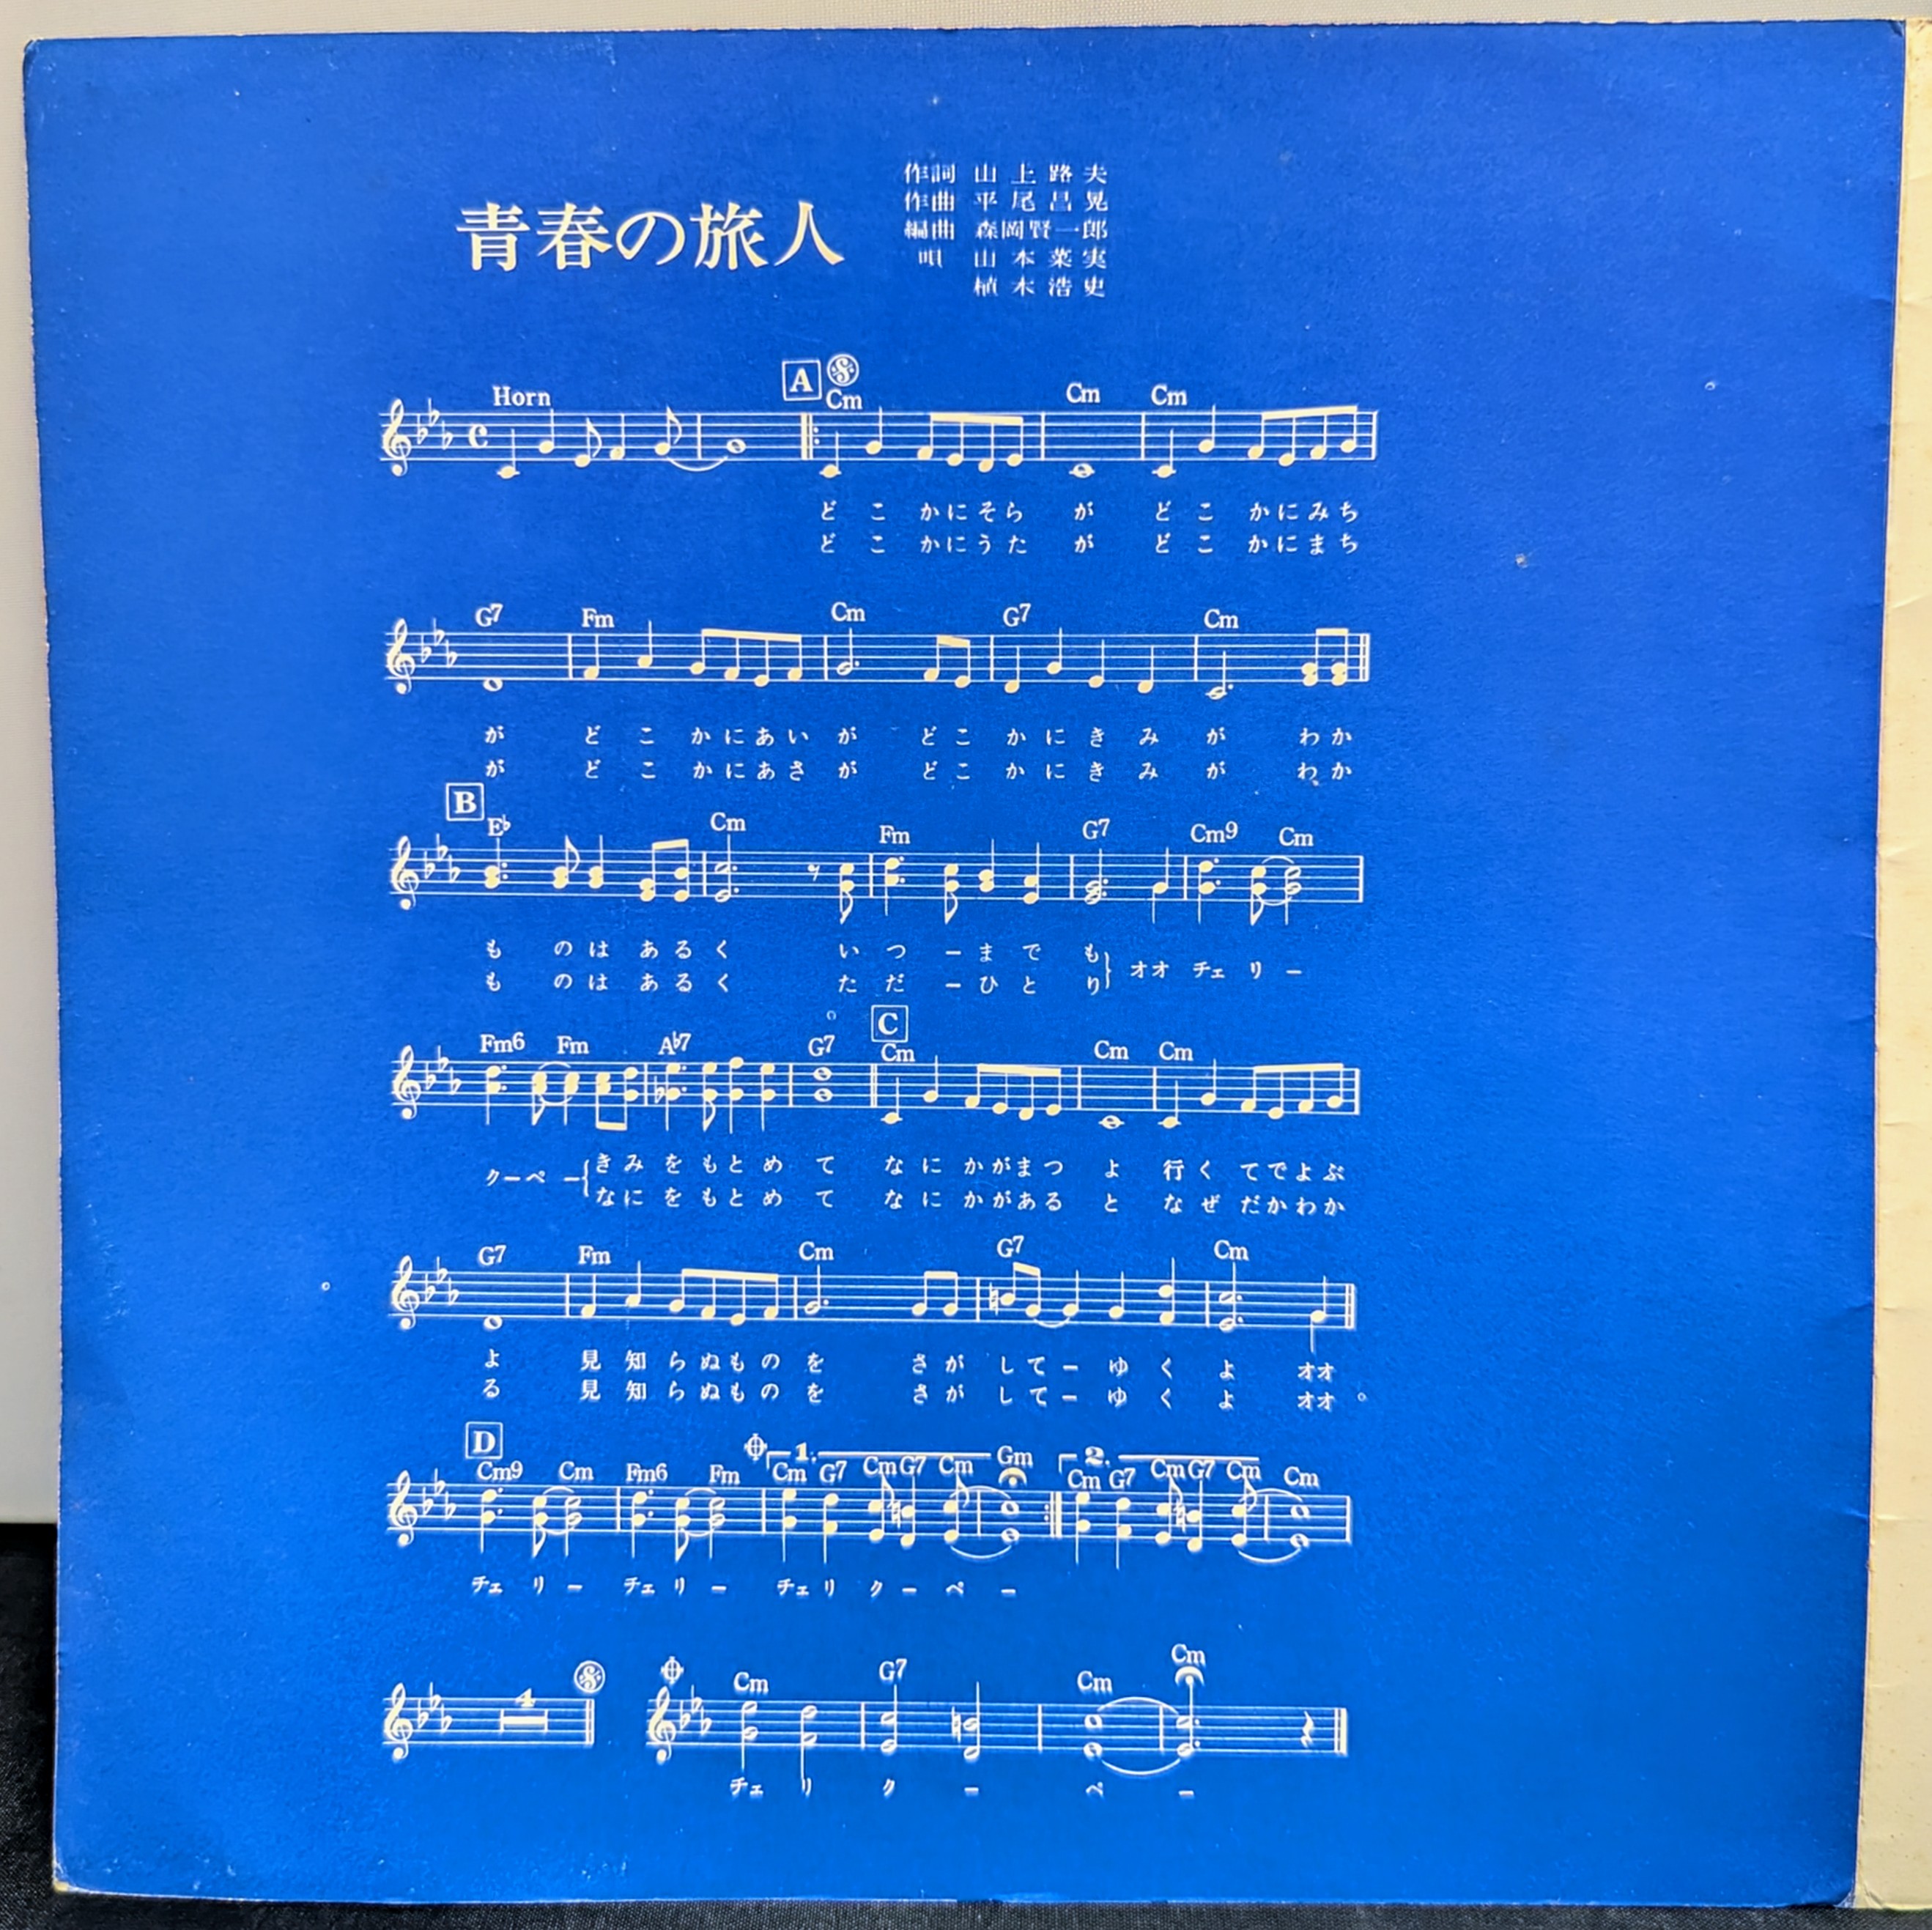 青春の旅人
作詞 山上路夫
作曲 平尾昌晃
編曲 森岡賢一郎
唄 山本菜実
植木浩史
Horn A Cm Cm Cm
どこかにそらが どこかにみち
どこかにうたが どこかにまち
G7 Fm Cm G7 Cm
が どこかにあいが どこかにきみが わか
が どこかにあさが どこかにきみが わか
B
E♭ Cm Fm G7 Cm9 Cm
ものはあるく いつーまでも オオ チェリー
ものはあるく ただーひとり
C
Fm6 Fm A♭7 G7 Cm Cm Cm
クーペー きみをもとめて なにかがまつよ 行くてでよぶ
なにをもとめて なにかがあると なぜだかわか
G7 Fm Cm G7 Cm
よ 見知らぬものを さがしてーゆくよ オオ
る 見知らぬものを さがしてーゆくよ オオ
D 1. 2.
Cm9 Cm Fm6 Fm Cm G7 Cm G7 Cm Gm Cm G7 Cm G7 Cm Cm
チェリー チェリー チェリクーペー
4 Cm G7 Cm Cm
チェリクーペー